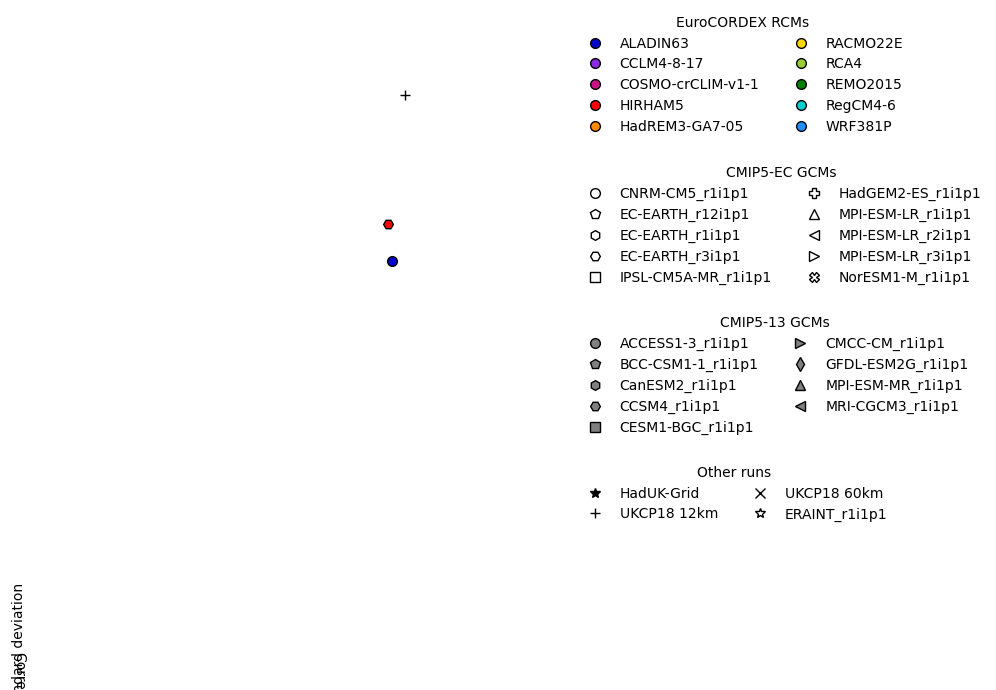 EuroCORDEX RCMs
ALADIN63
CCLM4-8-17
COSMO-crCLIM-v1-1
HIRHAM5
HadREM3-GA7-05
RACMO22E
RCA4
REMO2015
RegCM4-6
WRF381P
CMIP5-EC GCMs
CNRM-CM5_r1i1p1
EC-EARTH_r12i1p1
EC-EARTH_r1i1p1
EC-EARTH_r3i1p1
IPSL-CM5A-MR_r1i1p1
HadGEM2-ES_r1i1p1
MPI-ESM-LR_r1i1p1
MPI-ESM-LR_r2i1p1
MPI-ESM-LR_r3i1p1
NorESM1-M_r1i1p1
CMIP5-13 GCMs
ACCESS1-3_r1i1p1
BCC-CSM1-1_r1i1p1
CanESM2_r1i1p1
CCSM4_r1i1p1
CESM1-BGC_r1i1p1
CMCC-CM_r1i1p1
GFDL-ESM2G_r1i1p1
MPI-ESM-MR_r1i1p1
MRI-CGCM3_r1i1p1
Other runs
HadUK-Grid
UKCP18 12km
UKCP18 60km
ERAINT_r1i1p1
deviation